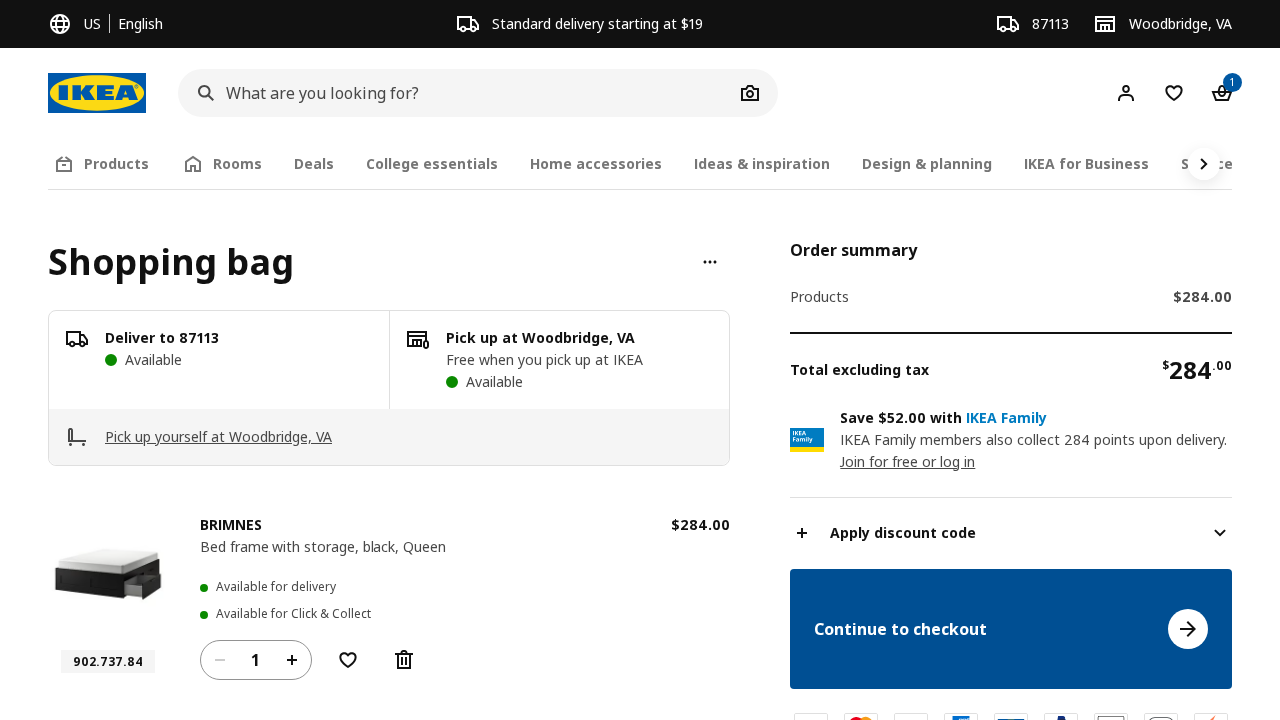 US
English
Standard delivery starting at $19
87113
Woodbridge, VA
IKEA
What are you looking for?
1
Products
Rooms
Deals
College essentials
Home accessories
Ideas & inspiration
Design & planning
IKEA for Business
Shopping bag
Deliver to 87113
Available
Pick up at Woodbridge, VA
Free when you pick up at IKEA
Available
Pick up yourself at Woodbridge, VA
BRIMNES
$284.00
Bed frame with storage, black, Queen
Available for delivery
Available for Click & Collect
1
902.737.84
Order summary
Products
$284.00
Total excluding tax
$284.00
IKEA
Family
Save $52.00 with IKEA Family
IKEA Family members also collect 284 points upon delivery.
Join for free or log in
Apply discount code
Continue to checkout